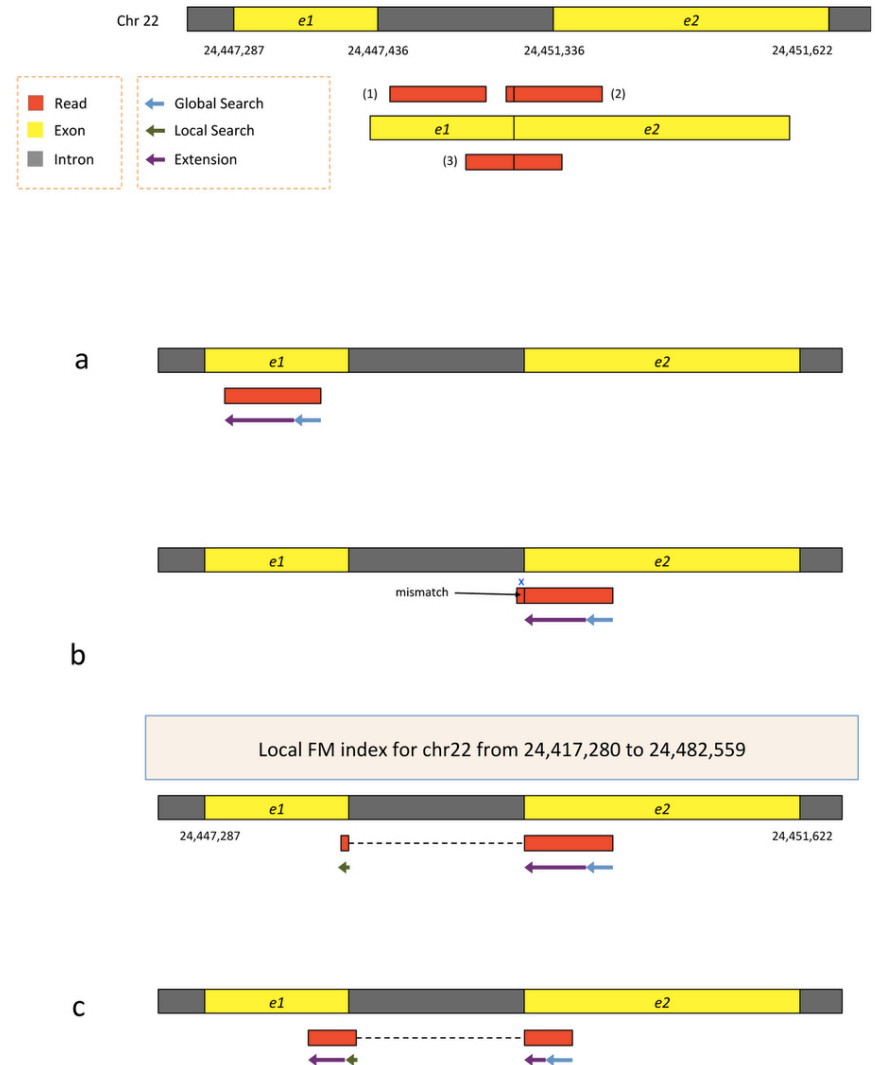 Chr 22
e1
e2
24,447,287
24,447,436
24,451,336
24,451,622
Read
Exon
Intron
Global Search
Local Search
Extension
(1)
(2)
e1
e2
(3)
a
e1
e2
e1
e2
x
mismatch
b
Local FM index for chr22 from 24,417,280 to 24,482,559
e1
e2
24,447,287
24,451,622
c
e1
e2